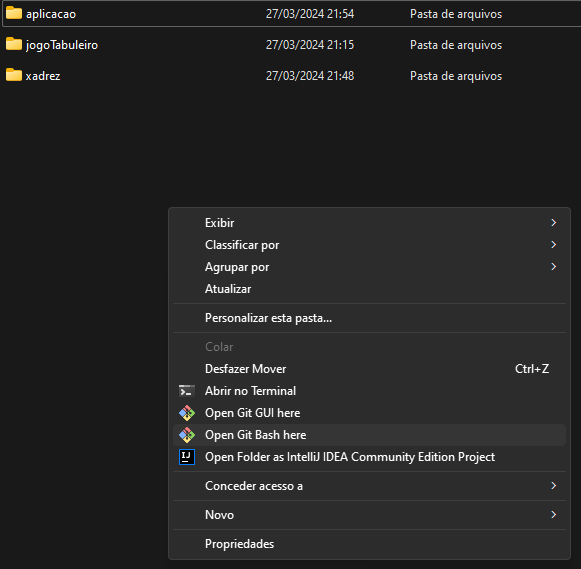 aplicacao 27/03/2024 21:54 Pasta de arquivos
jogoTabuleiro 27/03/2024 21:15 Pasta de arquivos
xadrez 27/03/2024 21:48 Pasta de arquivos
Exibir
Classificar por
Agrupar por
Atualizar
Personalizar esta pasta...
Colar
Desfazer Mover Ctrl+Z
Abrir no Terminal
Open Git GUI here
Open Git Bash here
IJ Open Folder as IntelliJ IDEA Community Edition Project
Conceder acesso a
Novo
Propriedades